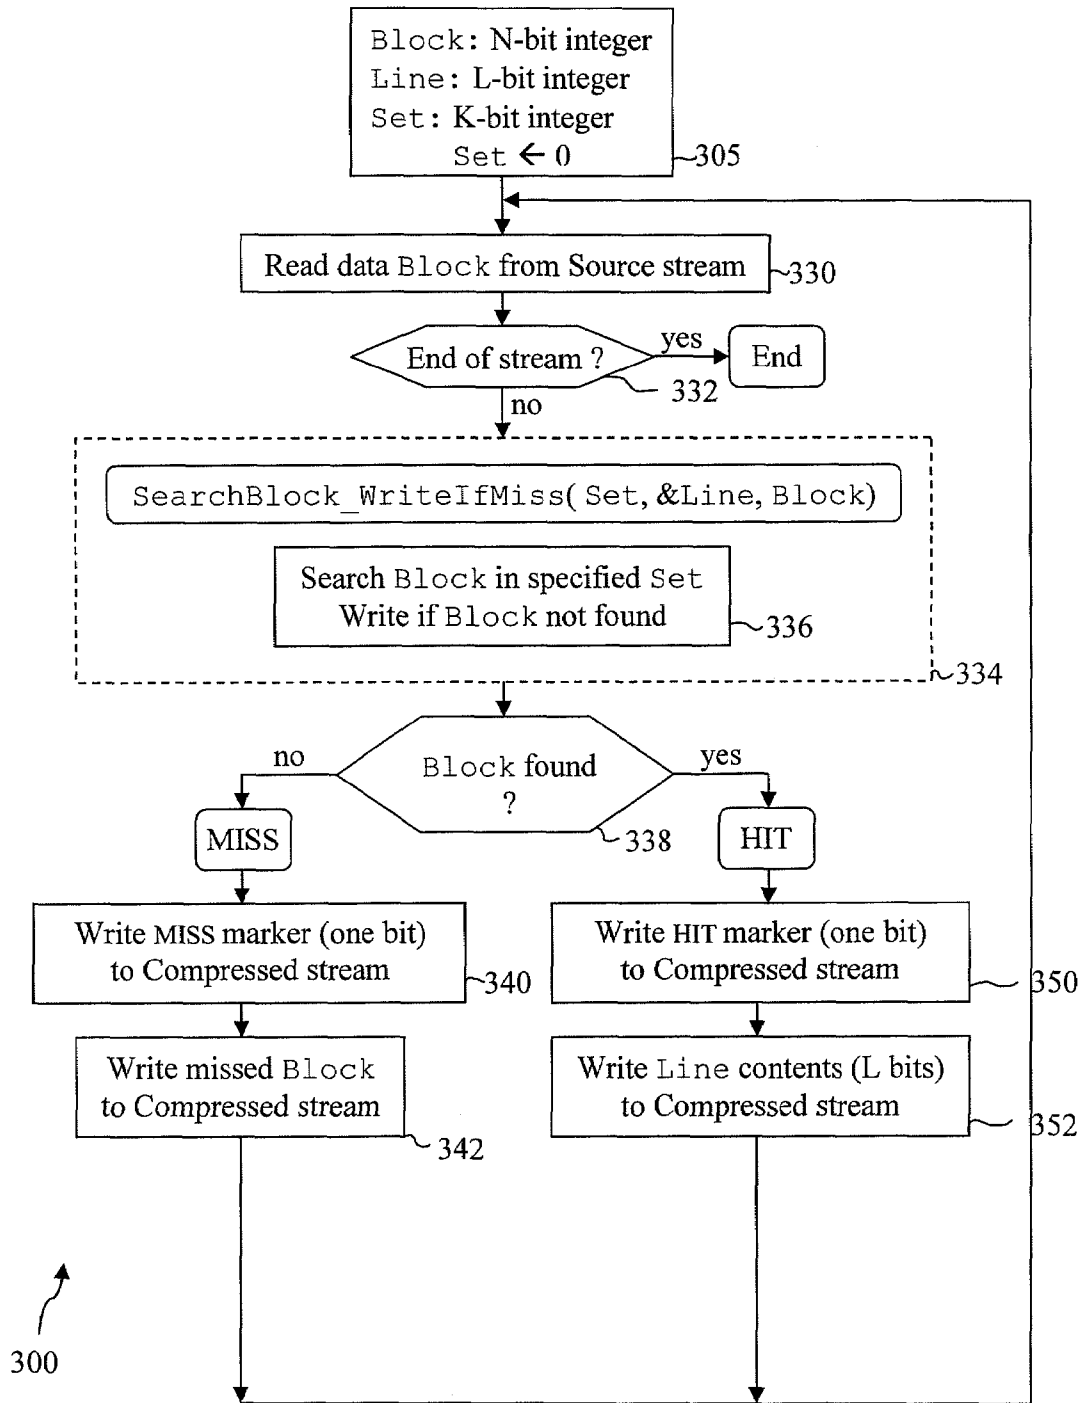 Block: N-bit integer
Line: L-bit integer
Set: K-bit integer
Set ← 0
305
Read data Block from Source stream
330
End of stream ?
yes
End
332
no
SearchBlock_WriteIfMiss( Set, &Line, Block)
Search Block in specified Set
Write if Block not found
336
334
no
Block found
?
yes
338
MISS
HIT
Write MISS marker (one bit)
to Compressed stream
340
Write HIT marker (one bit)
to Compressed stream
350
Write missed Block
to Compressed stream
342
Write Line contents (L bits)
to Compressed stream
352
300